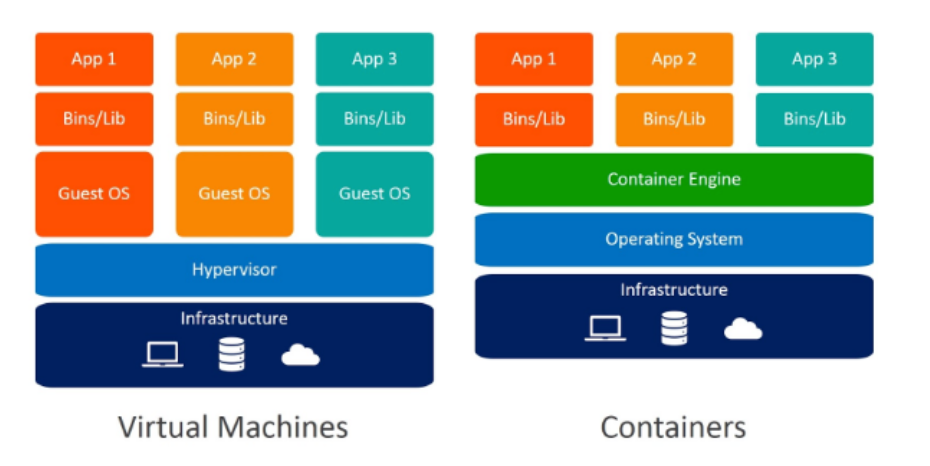 App 1
App 2
App 3
Bins/Lib
Bins/Lib
Bins/Lib
Guest OS
Guest OS
Guest OS
Hypervisor
Infrastructure
Virtual Machines
App 1
App 2
App 3
Bins/Lib
Bins/Lib
Bins/Lib
Container Engine
Operating System
Infrastructure
Containers